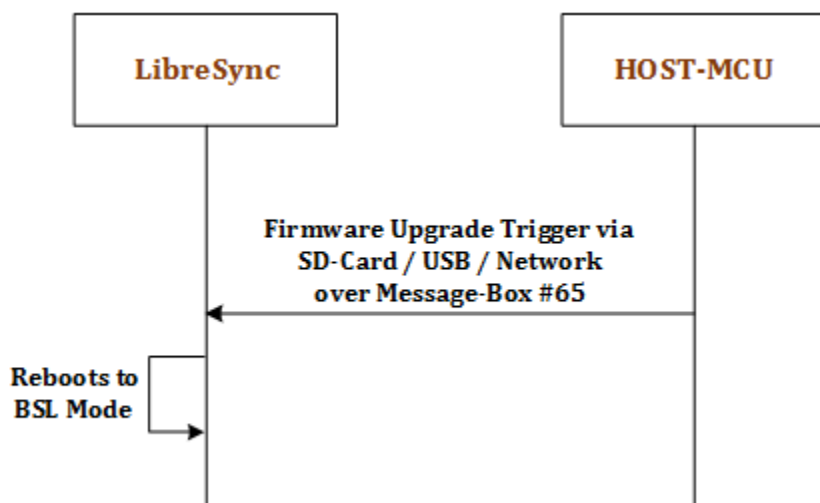 LibreSync
HOST-MCU
Firmware Upgrade Trigger via
SD-Card / USB / Network
over Message-Box #65
Reboots to
BSL Mode